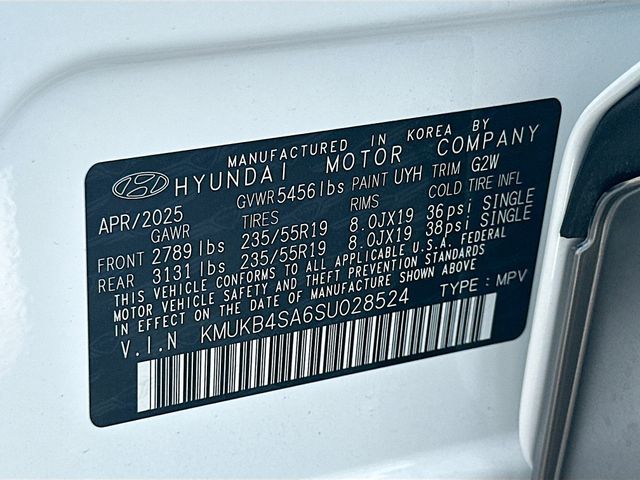 MANUFACTURED IN KOREA BY
HYUNDAI MOTOR COMPANY
APR/2025 GVWR 5456 lbs PAINT UYH TRIM G2W
GAWR TIRES RIMS COLD TIRE INFL
FRONT 2789 lbs 235/55R19 8.0JX19 36psi SINGLE
REAR 3131 lbs 235/55R19 8.0JX19 38psi SINGLE
THIS VEHICLE CONFORMS TO ALL APPLICABLE U.S.A. FEDERAL
MOTOR VEHICLE SAFETY AND THEFT PREVENTION STANDARDS
IN EFFECT ON THE DATE OF MANUFACTURE SHOWN ABOVE
V.I.N KMUKB4SA6SU028524 TYPE : MPV